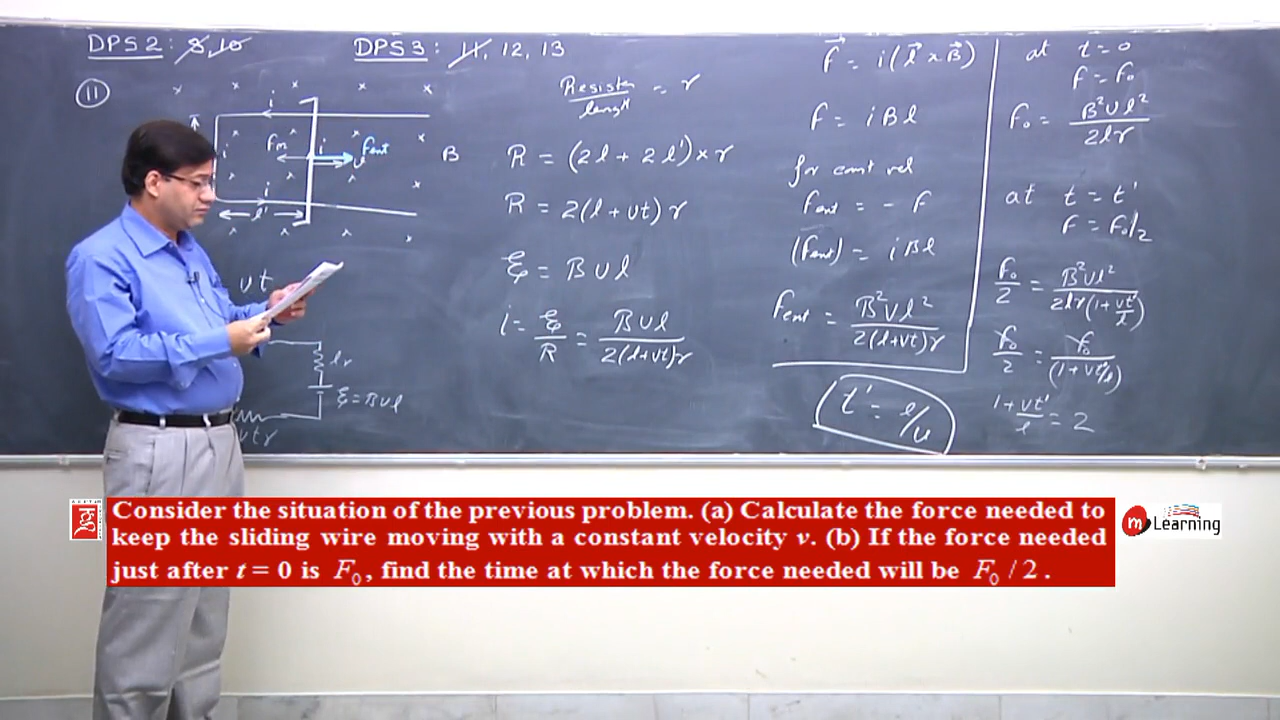 DPS 2 : 8, 10
DPS 3 : 11, 12, 13
11
i
i
i
Fm
Fext
B
l'
i
vt
lr
ξ = Bvl
vtr
Resisten/length = r
R = (2l + 2l') × r
R = 2(l + vt) r
ξ = Bvl
i = ξ/R = Bvl/2(l+vt)r
F = i(l × B)
F = iBl
for const vel
Fext = - F
(Fext) = iBl
Fext = B²vl²/2(l+vt)r
t' = l/v
at t = 0
F = F₀
F₀ = B²vl²/2lr
at t = t'
F = F₀/2
F₀/2 = B²vl²/2lr(1+vt'/l)
F₀/2 = F₀/(1+vt'/l)
1+vt'/l = 2
Consider the situation of the previous problem. (a) Calculate the force needed to
keep the sliding wire moving with a constant velocity v. (b) If the force needed
just after t = 0 is F₀, find the time at which the force needed will be F₀ / 2 .
m Learning